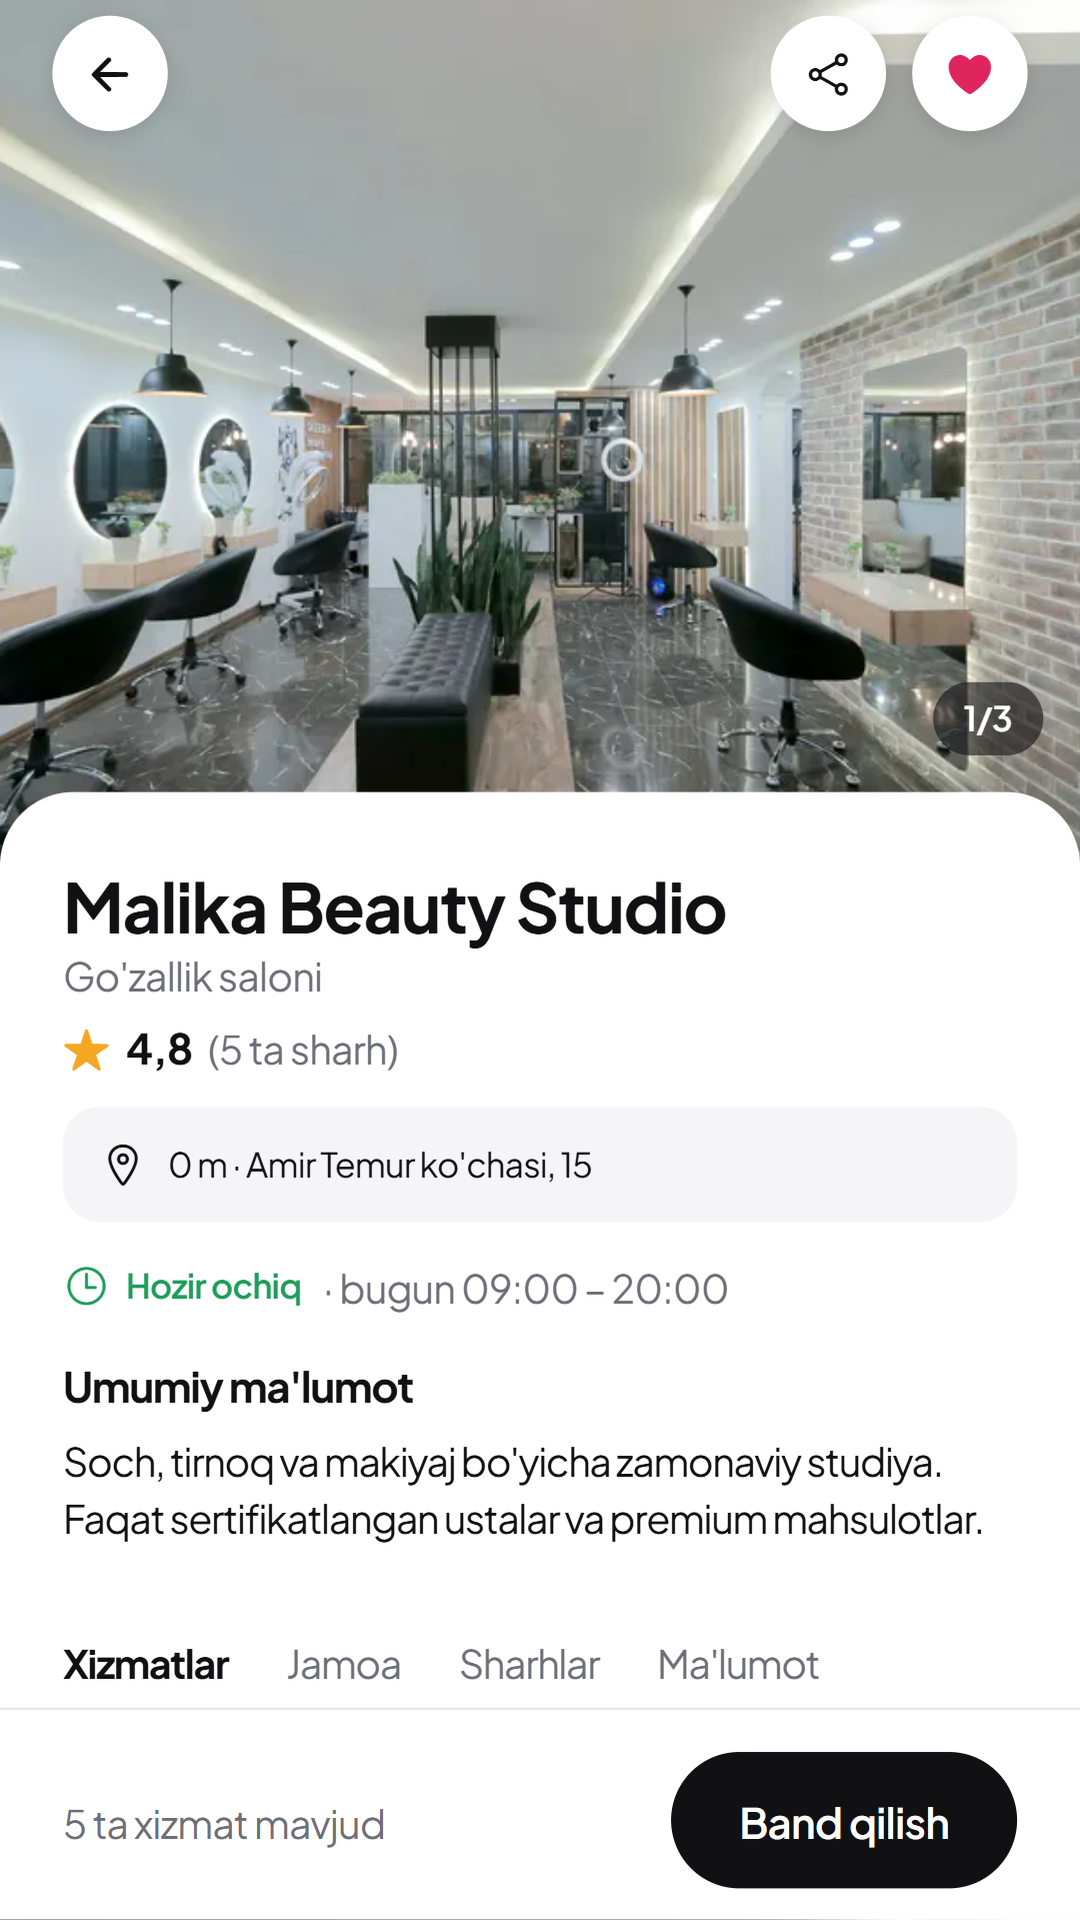 1/3
Malika Beauty Studio
Go'zallik saloni
4,8 (5 ta sharh)
0 m · Amir Temur ko'chasi, 15
Hozir ochiq · bugun 09:00 – 20:00
Umumiy ma'lumot
Soch, tirnoq va makiyaj bo'yicha zamonaviy studiya.
Faqat sertifikatlangan ustalar va premium mahsulotlar.
Xizmatlar Jamoa Sharhlar Ma'lumot
5 ta xizmat mavjud
Band qilish